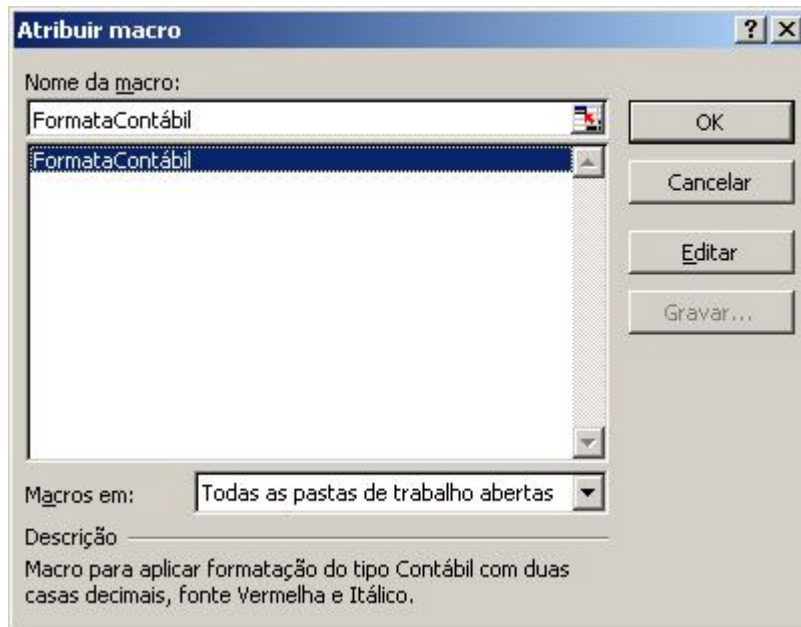 Atribuir macro
Nome da macro:
FormataContábil
FormataContábil
OK
Cancelar
Editar
Gravar...
Macros em:
Todas as pastas de trabalho abertas
Descrição
Macro para aplicar formatação do tipo Contábil com duas
casas decimais, fonte Vermelha e Itálico.